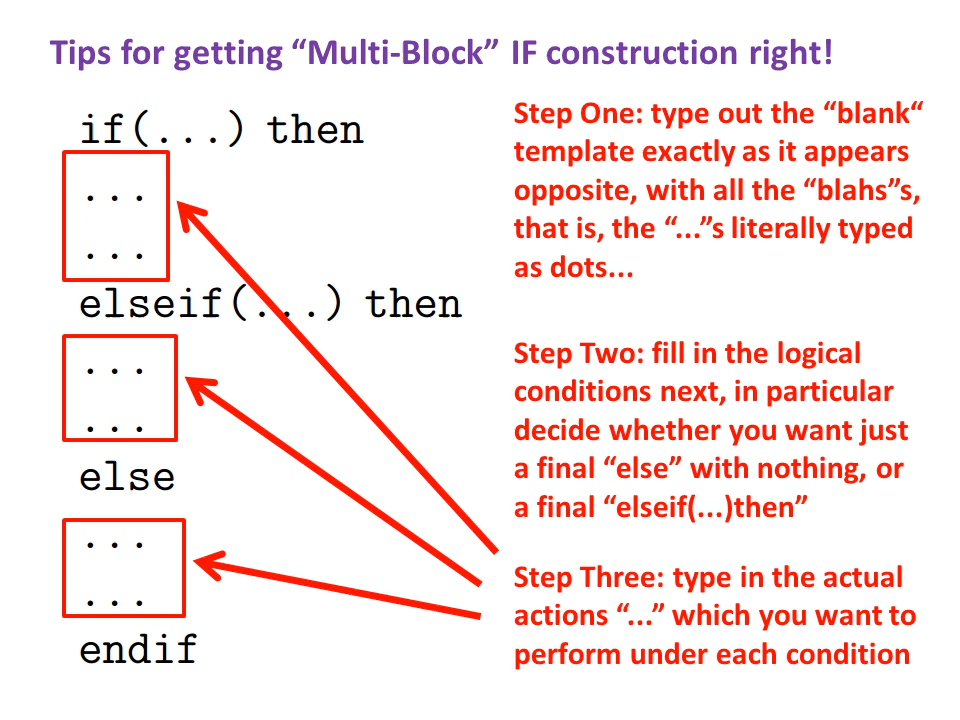 Tips for getting “Multi-Block” IF construction right!
if(...) then
...
...
elseif(...) then
...
...
else
...
...
endif
Step One: type out the “blank“
template exactly as it appears
opposite, with all the “blahs”s,
that is, the “...”s literally typed
as dots...
Step Two: fill in the logical
conditions next, in particular
decide whether you want just
a final “else” with nothing, or
a final “elseif(...)then”
Step Three: type in the actual
actions “...” which you want to
perform under each condition